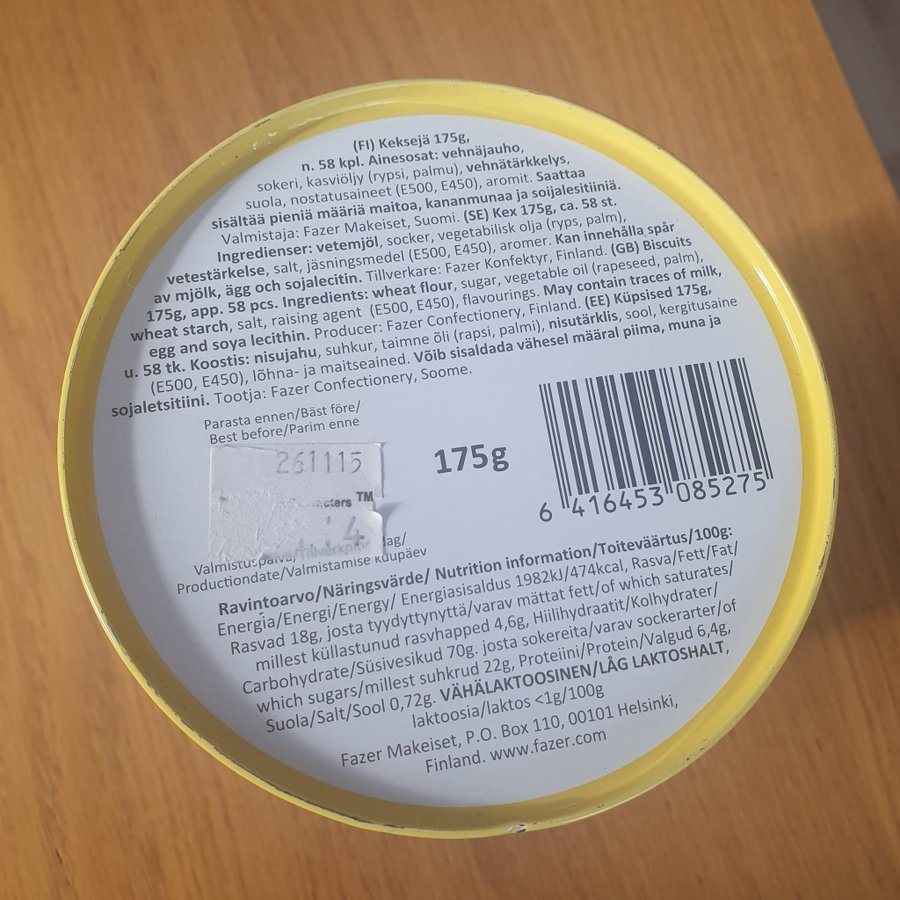 (FI) Keksejä 175g,
n. 58 kpl. Ainesosat: vehnäjauho,
sokeri, kasviöljy (rypsi, palmu), vehnätärkkelys,
suola, nostatusaineet (E500, E450), aromit. Saattaa
sisältää pieniä määriä maitoa, kananmunaa ja soijalesitiiniä.
Valmistaja: Fazer Makeiset, Suomi. (SE) Kex 175g, ca. 58 st.
Ingredienser: vetemjöl, socker, vegetabilisk olja (ryps, palm),
vetestärkelse, salt, jäsningsmedel (E500, E450), aromer. Kan innehålla spår
av mjölk, ägg och sojalecitin. Tillverkare: Fazer Konfektyr, Finland. (GB) Biscuits
175g, app. 58 pcs. Ingredients: wheat flour, sugar, vegetable oil (rapeseed, palm),
wheat starch, salt, raising agent (E500, E450), flavourings. May contain traces of milk,
egg and soya lecithin. Producer: Fazer Confectionery, Finland. (EE) Küpsised 175g,
u. 58 tk. Koostis: nisujahu, suhkur, taimne õli (rapsi, palmi), nisutärklis, sool, kergitusaine
(E500, E450), lõhna- ja maitseained. Võib sisaldada vähesel määral piima, muna ja
sojaletsitiini. Tootja: Fazer Confectionery, Soome.
Parasta ennen/Bäst före/
Best before/Parim enne
261115
TM
4
175g
6 416453 085275
Productiondate/Valmistamise kuupäev
Ravintoarvo/Näringsvärde/ Nutrition information/Toiteväärtus/100g:
Energia/Energi/Energy/ Energiasisaldus 1982kJ/474kcal, Rasva/Fett/Fat/
Rasvad 18g, josta tyydyttynyttä/varav mättat fett/of which saturates/
millest küllastunud rasvhapped 4,6g, Hiilihydraatit/Kolhydrater/
Carbohydrate/Süsivesikud 70g. josta sokereita/varav sockerarter/of
which sugars/millest suhkrud 22g, Proteiini/Protein/Valgud 6,4g,
Suola/Salt/Sool 0,72g. VÄHÄLAKTOOSINEN/LÅG LAKTOSHALT,
laktoosia/laktos <1g/100g
Fazer Makeiset, P.O. Box 110, 00101 Helsinki,
Finland. www.fazer.com